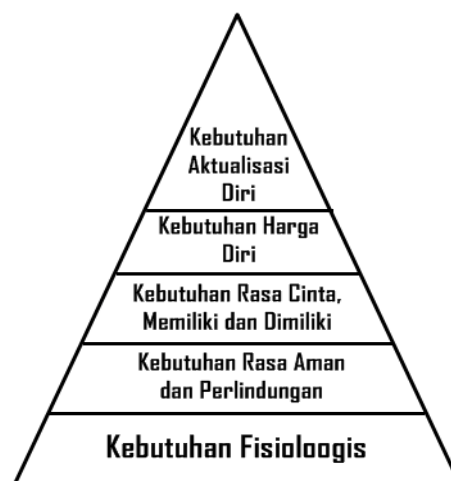 Kebutuhan
Aktualisasi
Diri
Kebutuhan Harga
Diri
Kebutuhan Rasa Cinta,
Memiliki dan Dimiliki
Kebutuhan Rasa Aman
dan Perlindungan
Kebutuhan Fisioloogis